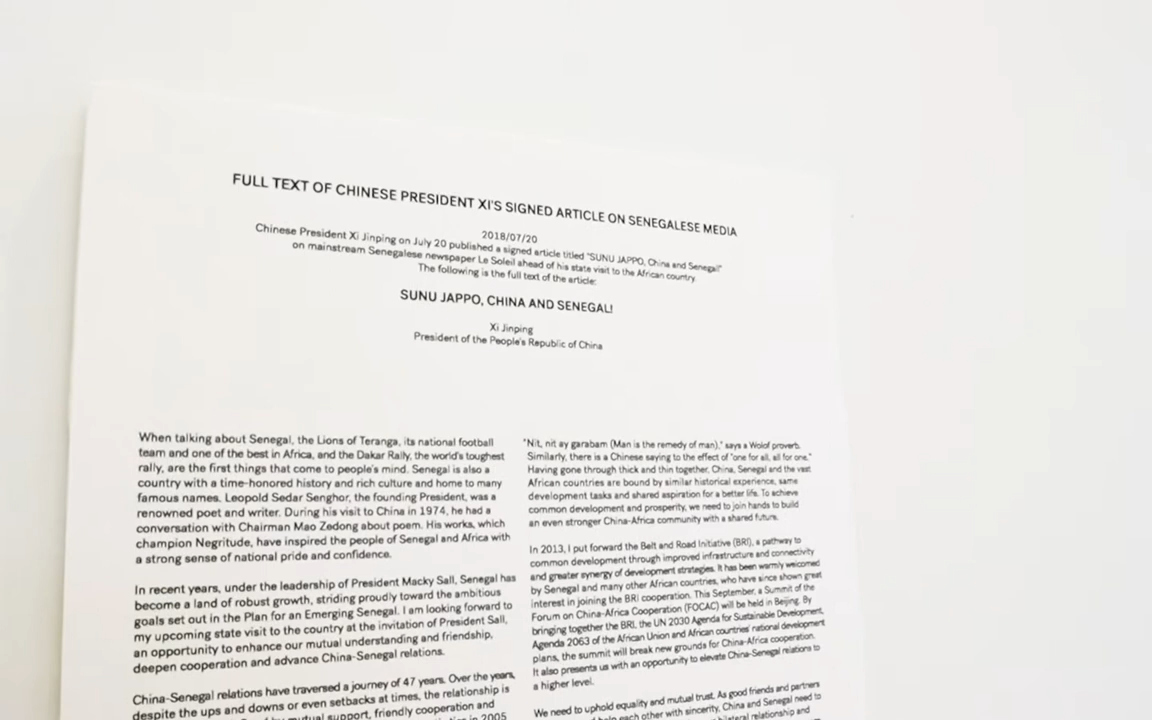 FULL TEXT OF CHINESE PRESIDENT XI'S SIGNED ARTICLE ON SENEGALESE MEDIA
2018/07/20
Chinese President Xi Jinping on July 20 published a signed article titled "SUNU JAPPO, China and Senegal!"
on mainstream Senegalese newspaper Le Soleil ahead of his state visit to the African country.
The following is the full text of the article:
SUNU JAPPO, CHINA AND SENEGAL!
Xi Jinping
President of the People's Republic of China
When talking about Senegal, the Lions of Teranga, its national football
team and one of the best in Africa, and the Dakar Rally, the world's toughest
rally, are the first things that come to people's mind. Senegal is also a
country with a time-honored history and rich culture and home to many
famous names. Leopold Sedar Senghor, the founding President, was a
renowned poet and writer. During his visit to China in 1974, he had a
conversation with Chairman Mao Zedong about poem. His works, which
champion Negritude, have inspired the people of Senegal and Africa with
a strong sense of national pride and confidence.
In recent years, under the leadership of President Macky Sall, Senegal has
become a land of robust growth, striding proudly toward the ambitious
goals set out in the Plan for an Emerging Senegal. I am looking forward to
my upcoming state visit to the country at the invitation of President Sall,
an opportunity to enhance our mutual understanding and friendship,
deepen cooperation and advance China-Senegal relations.
China-Senegal relations have traversed a journey of 47 years. Over the years,
despite the ups and downs or even setbacks at times, the relationship is
mutual support, friendly cooperation and
in 2005
"Nit, nit ay garabam (Man is the remedy of man)," says a Wolof proverb.
Similarly, there is a Chinese saying to the effect of "one for all, all for one."
Having gone through thick and thin together, China, Senegal and the vast
African countries are bound by similar historical experience, same
development tasks and shared aspiration for a better life. To achieve
common development and prosperity, we need to join hands to build
an even stronger China-Africa community with a shared future.
In 2013, I put forward the Belt and Road Initiative (BRI), a pathway to
common development through improved infrastructure and connectivity
and greater synergy of development strategies. It has been warmly welcomed
by Senegal and many other African countries, who have since shown great
interest in joining the BRI cooperation. This September, a Summit of the
Forum on China-Africa Cooperation (FOCAC) will be held in Beijing. By
bringing together the BRI, the UN 2030 Agenda for Sustainable Development,
Agenda 2063 of the African Union and African countries' national development
plans, the summit will break new grounds for China-Africa cooperation.
It also presents us with an opportunity to elevate China-Senegal relations to
a higher level.
We need to uphold equality and mutual trust. As good friends and partners
help each other with sincerity, China and Senegal need to
bilateral relationship and